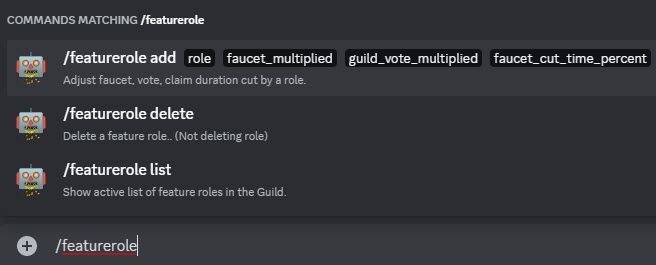 COMMANDS MATCHING /featurerole
/featurerole add role faucet_multiplied guild_vote_multiplied faucet_cut_time_percent
Adjust faucet, vote, claim duration cut by a role.
/featurerole delete
Delete a feature role.. (Not deleting role)
/featurerole list
Show active list of feature roles in the Guild.
/featurerole